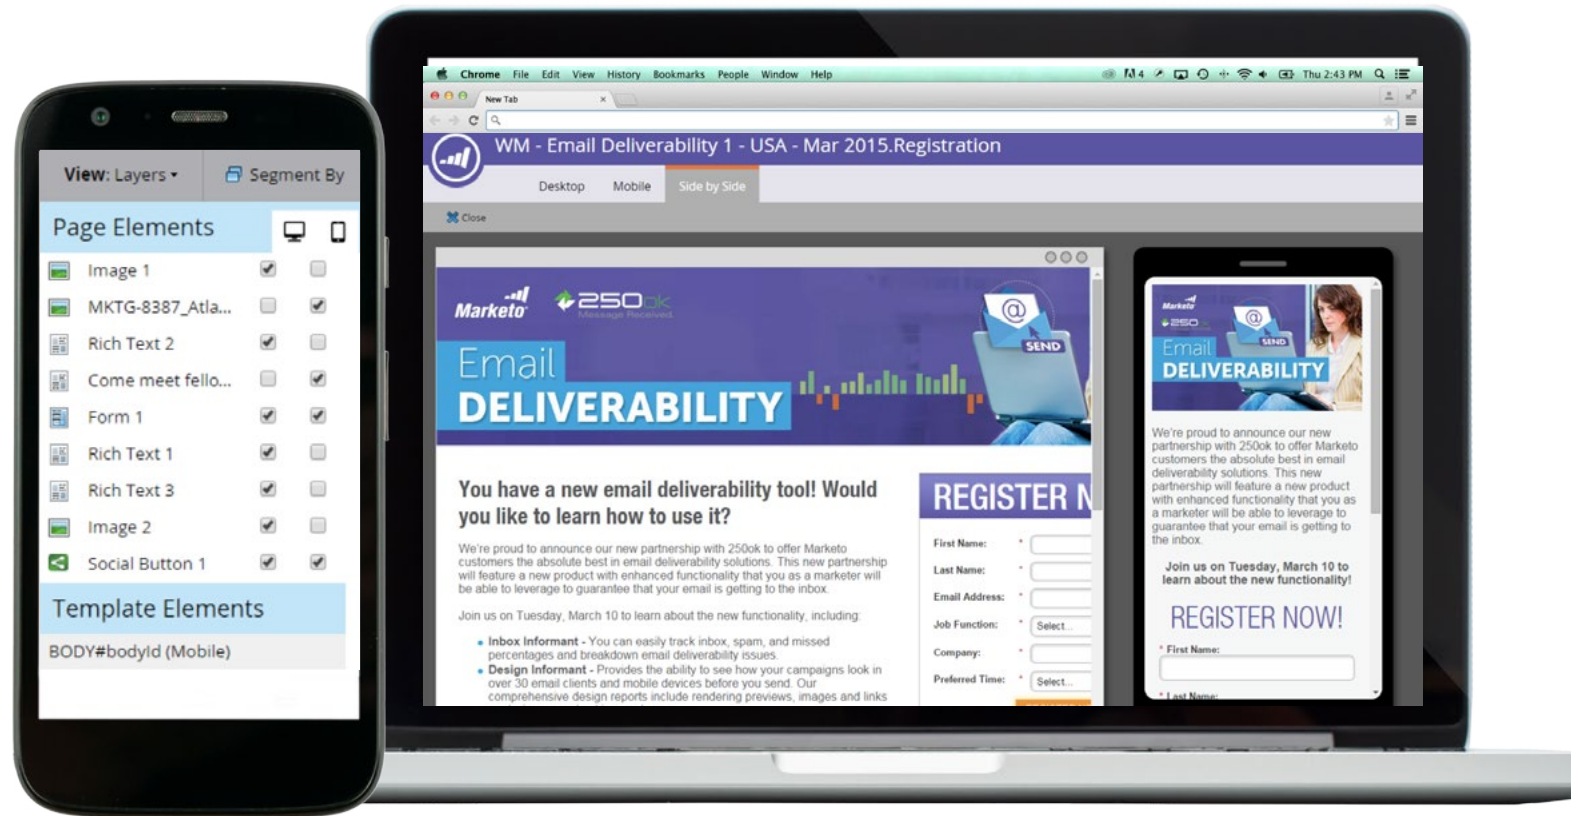 View: Layers
Segment By
Page Elements
Image 1
MKTG-8387_Atla...
Rich Text 2
Come meet fello...
Form 1
Rich Text 1
Rich Text 3
Image 2
Social Button 1
Template Elements
BODY#bodyId (Mobile)
Chrome File Edit View History Bookmarks People Window Help
4 Thu 2:43 PM
New Tab
WM - Email Deliverability 1 - USA - Mar 2015.Registration
Desktop Mobile Side by Side
Close
Marketo 250ok
Message Received.
@
SEND
Email
DELIVERABILITY
You have a new email deliverability tool! Would
you like to learn how to use it?
We're proud to announce our new partnership with 250ok to offer Marketo
customers the absolute best in email deliverability solutions. This new partnership
will feature a new product with enhanced functionality that you as a marketer will
be able to leverage to guarantee that your email is getting to the inbox.
Join us on Tuesday, March 10 to learn about the new functionality, including:
• Inbox Informant - You can easily track inbox, spam, and missed
percentages and breakdown email deliverability issues.
• Design Informant - Provides the ability to see how your campaigns look in
over 30 email clients and mobile devices before you send. Our
comprehensive design reports include rendering previews, images and links
REGISTER N
First Name: *
Last Name: *
Email Address: *
Job Function: * Select...
Company: *
Preferred Time: * Select...
Marketo
250ok
@
SEND
Email
DELIVERABILITY
We're proud to announce our new
partnership with 250ok to offer Marketo
customers the absolute best in email
deliverability solutions. This new
partnership will feature a new product
with enhanced functionality that you as
a marketer will be able to leverage to
guarantee that your email is getting to
the inbox.
Join us on Tuesday, March 10 to
learn about the new functionality!
REGISTER NOW!
* First Name:
* Last Name: